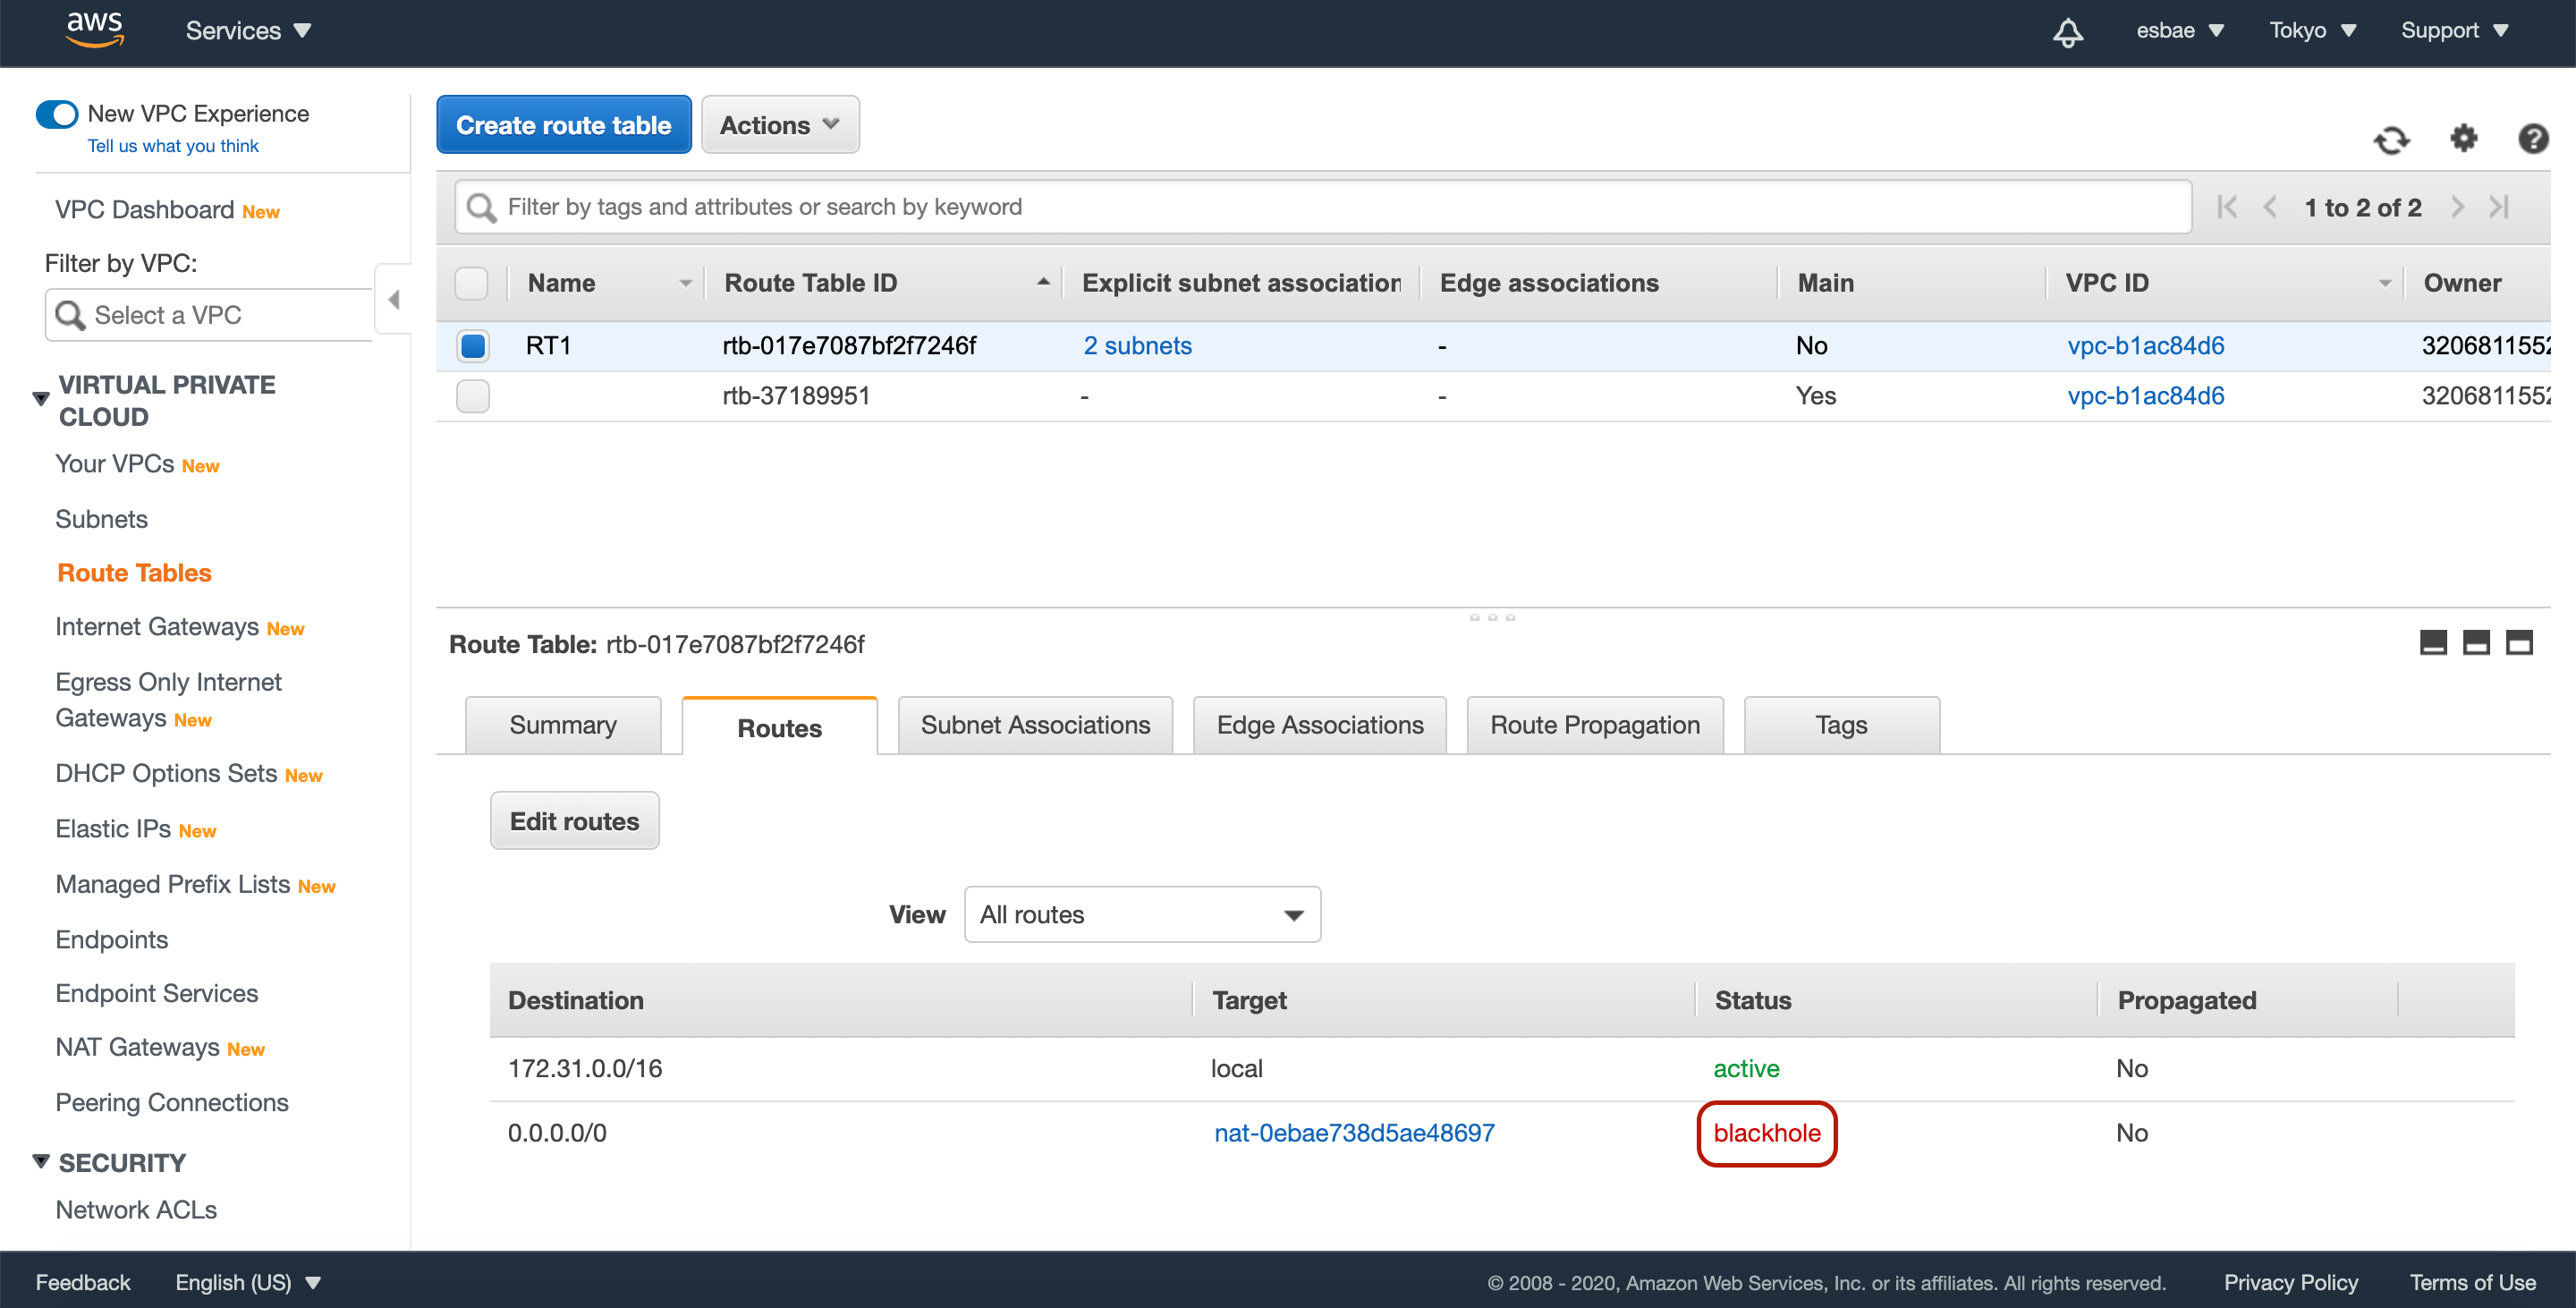 aws Services esbae Tokyo Support
New VPC Experience
Tell us what you think
VPC Dashboard New
Filter by VPC:
Select a VPC
VIRTUAL PRIVATE
CLOUD
Your VPCs New
Subnets
Route Tables
Internet Gateways New
Egress Only Internet
Gateways New
DHCP Options Sets New
Elastic IPs New
Managed Prefix Lists New
Endpoints
Endpoint Services
NAT Gateways New
Peering Connections
SECURITY
Network ACLs
Create route table Actions
Filter by tags and attributes or search by keyword 1 to 2 of 2
Name Route Table ID Explicit subnet association Edge associations Main VPC ID Owner
RT1 rtb-017e7087bf2f7246f 2 subnets - No vpc-b1ac84d6 3206811552
rtb-37189951 - - Yes vpc-b1ac84d6 3206811552
Route Table: rtb-017e7087bf2f7246f
Summary Routes Subnet Associations Edge Associations Route Propagation Tags
Edit routes
View All routes
Destination Target Status Propagated
172.31.0.0/16 local active No
0.0.0.0/0 nat-0ebae738d5ae48697 blackhole No
Feedback English (US) © 2008 - 2020, Amazon Web Services, Inc. or its affiliates. All rights reserved. Privacy Policy Terms of Use